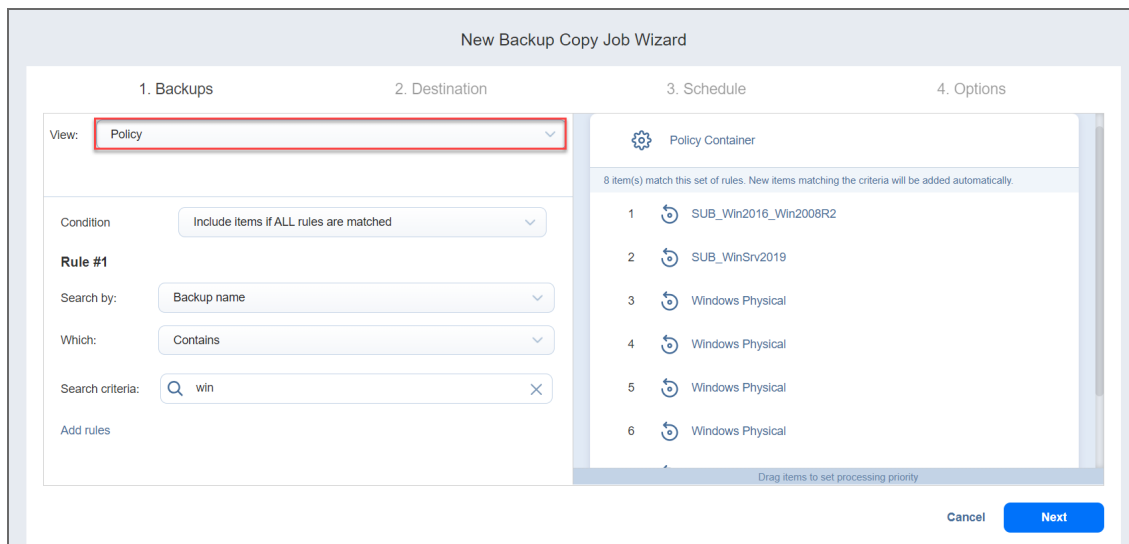 New Backup Copy Job Wizard
1. Backups
2. Destination
3. Schedule
4. Options
View:
Policy
Condition
Include items if ALL rules are matched
Rule #1
Search by:
Backup name
Which:
Contains
Search criteria:
win
Add rules
Policy Container
8 item(s) match this set of rules. New items matching the criteria will be added automatically.
1
SUB_Win2016_Win2008R2
2
SUB_WinSrv2019
3
Windows Physical
4
Windows Physical
5
Windows Physical
6
Windows Physical
Drag items to set processing priority
Cancel
Next